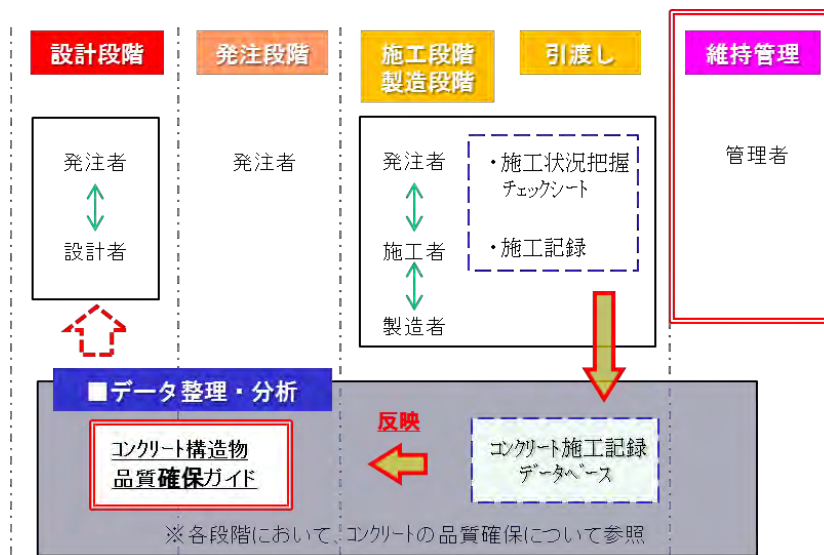 設計段階
発注段階
施工段階
製造段階
引渡し
維持管理
発注者
設計者
発注者
発注者
施工者
製造者
・施工状況把握
チェックシート
・施工記録
管理者
■データ整理・分析
コンクリート構造物
品質確保ガイド
反映
コンクリート施工記録
データベース
※各段階において、コンクリートの品質確保について参照